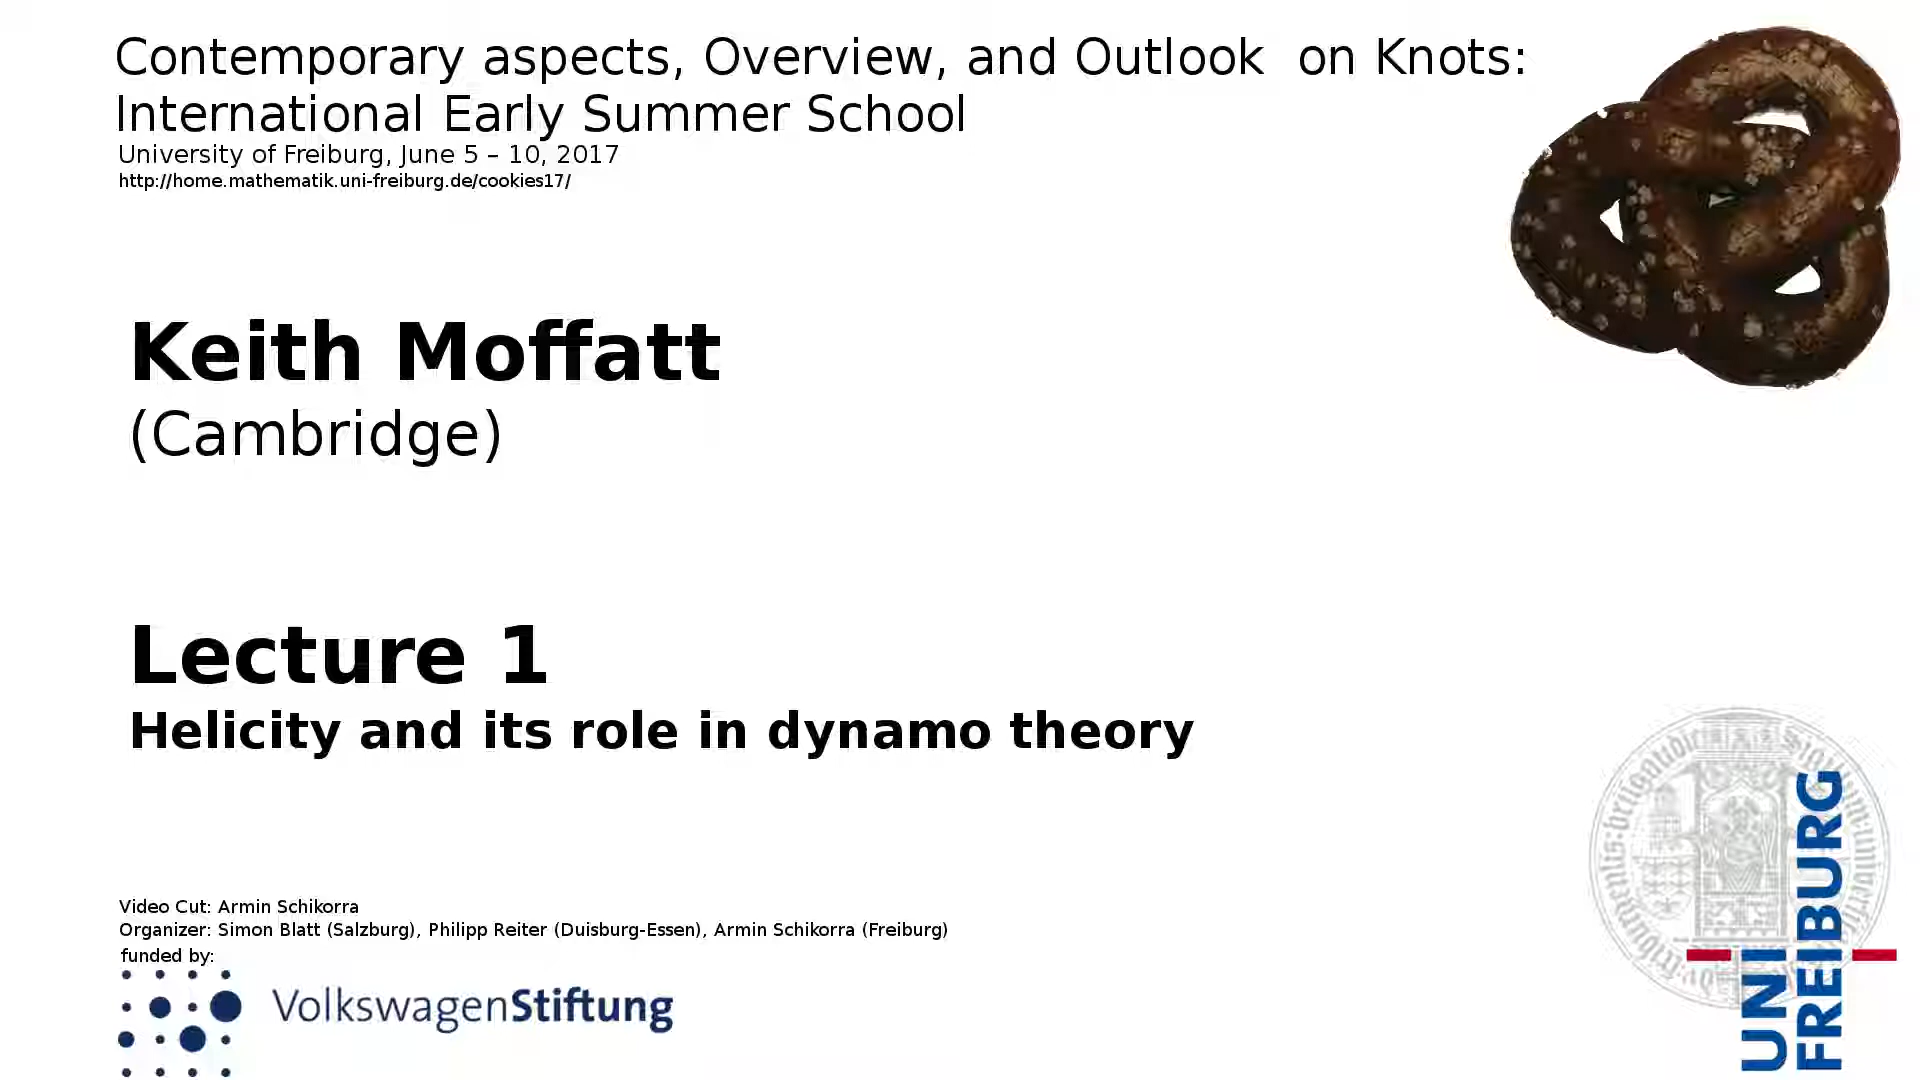 Contemporary aspects, Overview, and Outlook  on Knots:
International Early Summer School
University of Freiburg, June 5 – 10, 2017
http://home.mathematik.uni-freiburg.de/cookies17/
Keith Moffatt
(Cambridge)
Lecture 1
Helicity and its role in dynamo theory
Video Cut: Armin Schikorra
Organizer: Simon Blatt (Salzburg), Philipp Reiter (Duisburg-Essen), Armin Schikorra (Freiburg)
funded by:
VolkswagenStiftung
UNI
FREIBURG